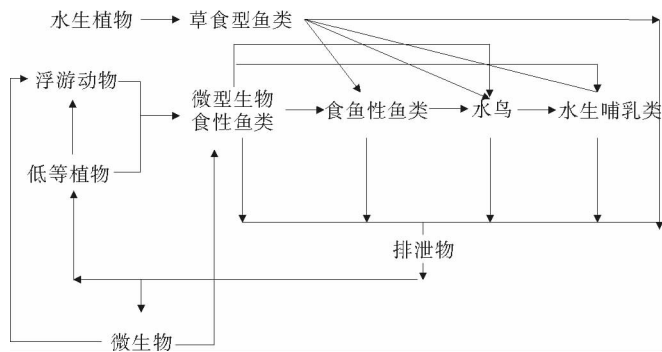 水生植物 草食型鱼类
浮游动物
微型生物
食性鱼类
食鱼性鱼类 水鸟 水生哺乳类
低等植物
排泄物
微生物